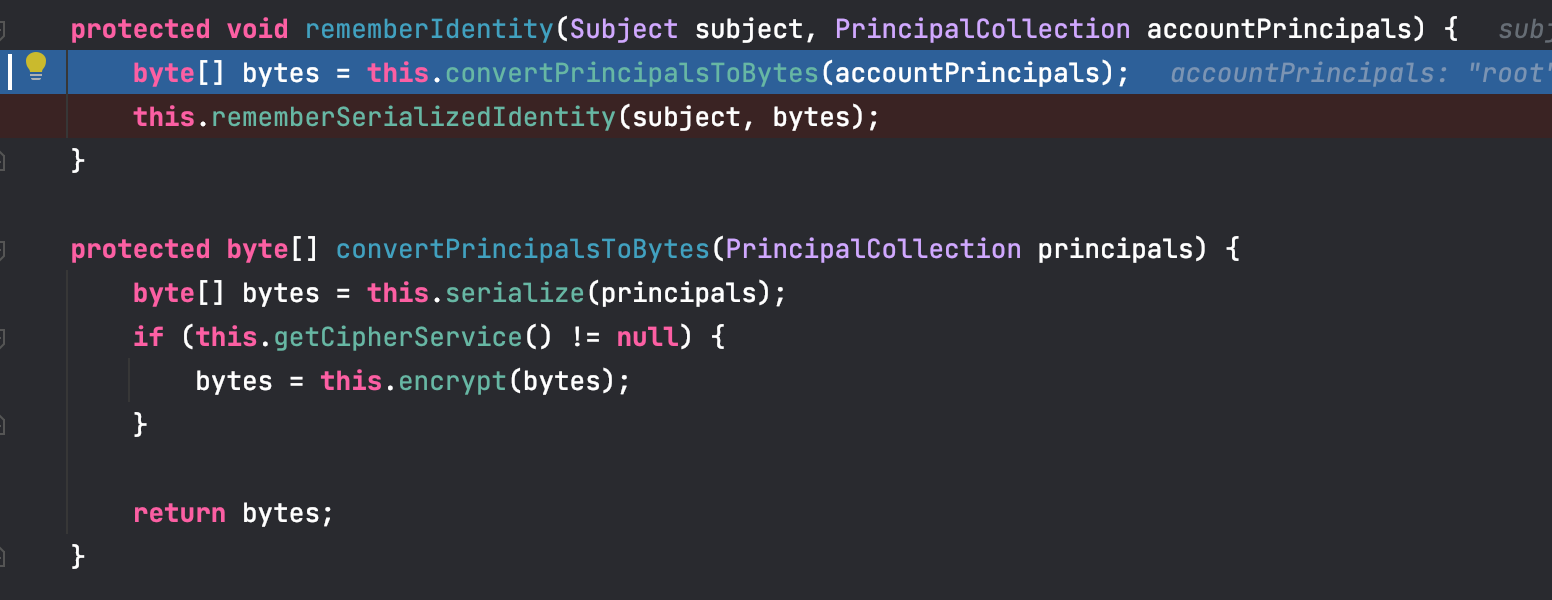 protected void rememberIdentity(Subject subject, PrincipalCollection accountPrincipals) {
byte[] bytes = this.convertPrincipalsToBytes(accountPrincipals);   accountPrincipals: "root"
this.rememberSerializedIdentity(subject, bytes);
}
protected byte[] convertPrincipalsToBytes(PrincipalCollection principals) {
byte[] bytes = this.serialize(principals);
if (this.getCipherService() != null) {
bytes = this.encrypt(bytes);
}
return bytes;
}